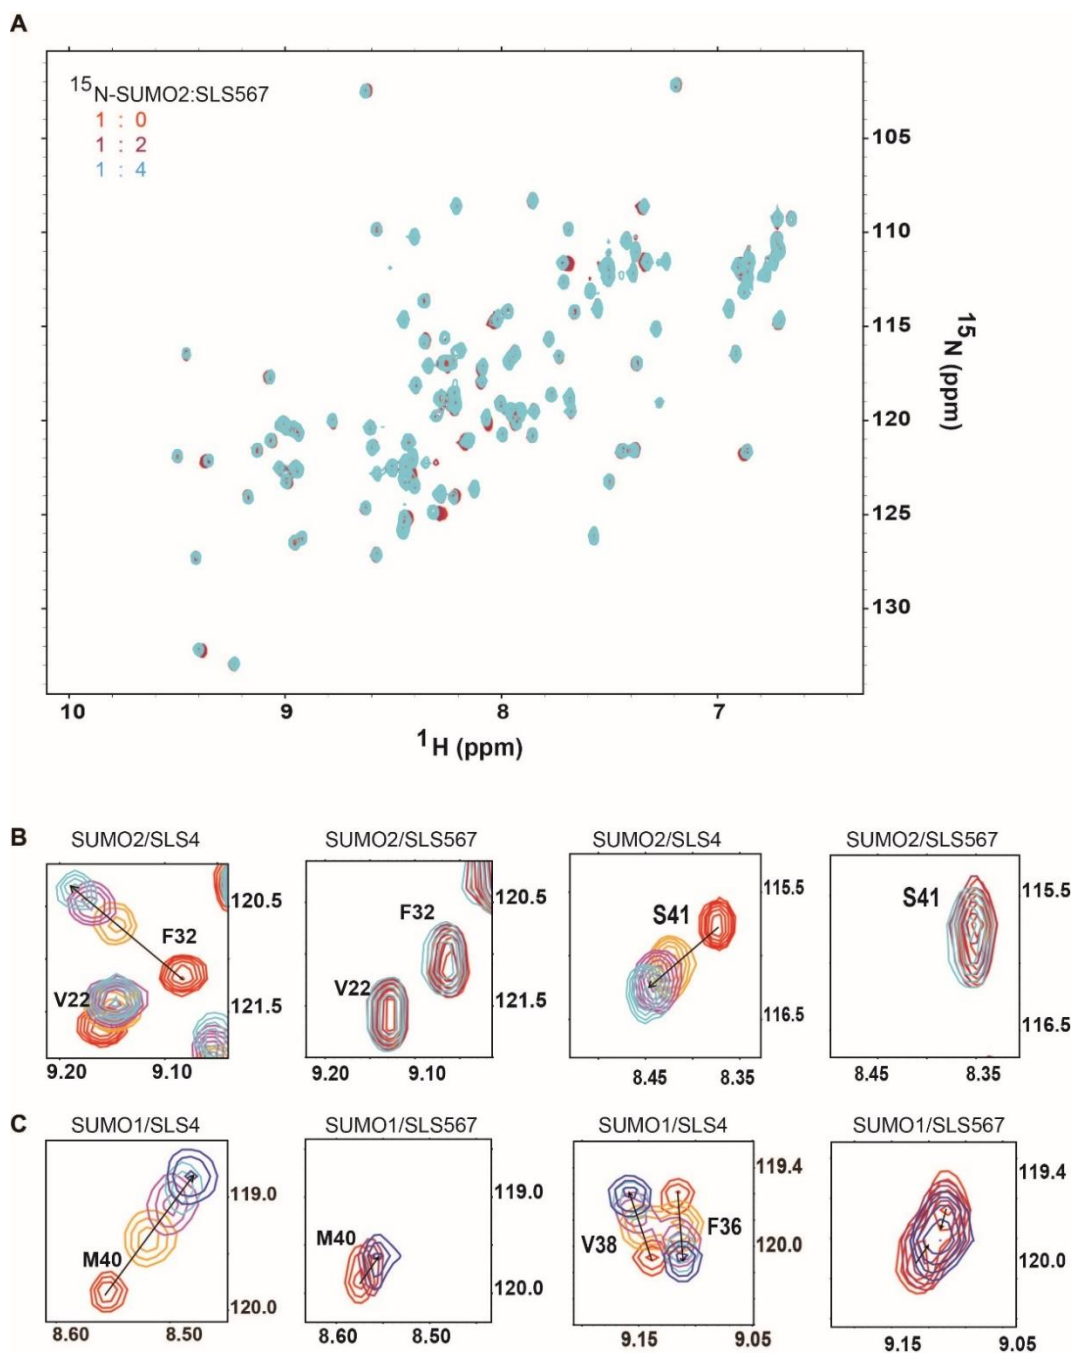 A
15N-SUMO2:SLS567
1 : 0
1 : 2
1 : 4
105
110
115
120
125
130
15N (ppm)
10 9 8 7
1H (ppm)
B
SUMO2/SLS4 SUMO2/SLS567 SUMO2/SLS4 SUMO2/SLS567
F32
V22
120.5
121.5
9.20 9.10
F32
V22
120.5
121.5
9.20 9.10
S41
115.5
116.5
8.45 8.35
S41
115.5
116.5
8.45 8.35
C
SUMO1/SLS4 SUMO1/SLS567 SUMO1/SLS4 SUMO1/SLS567
M40
119.0
120.0
8.60 8.50
M40
119.0
120.0
8.60 8.50
V38
F36
119.4
120.0
9.15 9.05
119.4
120.0
9.15 9.05